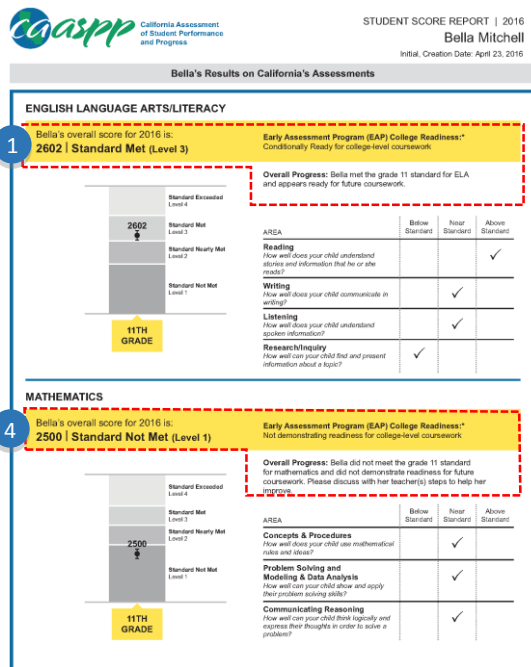 caaspp
California Assessment
of Student Performance
and Progress
STUDENT SCORE REPORT | 2016
Bella Mitchell
Initial, Creation Date: April 23, 2016
Bella's Results on California's Assessments
ENGLISH LANGUAGE ARTS/LITERACY
1
Bella's overall score for 2016 is:
2602 | Standard Met (Level 3)
Early Assessment Program (EAP) College Readiness:*
Conditionally Ready for college-level coursework
Overall Progress: Bella met the grade 11 standard for ELA
and appears ready for future coursework.
Standard Exceeded
Level 4
2602
Standard Met
Level 3
Standard Nearly Met
Level 2
Standard Not Met
Level 1
11TH
GRADE
AREA
Below
Standard
Near
Standard
Above
Standard
Reading
How well does your child understand
stories and information that he or she
reads?
✓
Writing
How well does your child communicate in
writing?
✓
Listening
How well does your child understand
spoken information?
✓
Research/Inquiry
How well can your child find and present
information about a topic?
✓
MATHEMATICS
4
Bella's overall score for 2016 is:
2500 | Standard Not Met (Level 1)
Early Assessment Program (EAP) College Readiness:*
Not demonstrating readiness for college-level coursework
Overall Progress: Bella did not meet the grade 11 standard
for mathematics and did not demonstrate readiness for future
coursework. Please discuss with her teacher(s) steps to help her
improve.
Standard Exceeded
Level 4
Standard Met
Level 3
Standard Nearly Met
Level 2
2500
Standard Not Met
Level 1
11TH
GRADE
AREA
Below
Standard
Near
Standard
Above
Standard
Concepts & Procedures
How well does your child use mathematical
rules and ideas?
✓
Problem Solving and
Modeling & Data Analysis
How well can your child show and apply
their problem solving skills?
✓
Communicating Reasoning
How well can your child think logically and
express their thoughts in order to solve a
problem?
✓